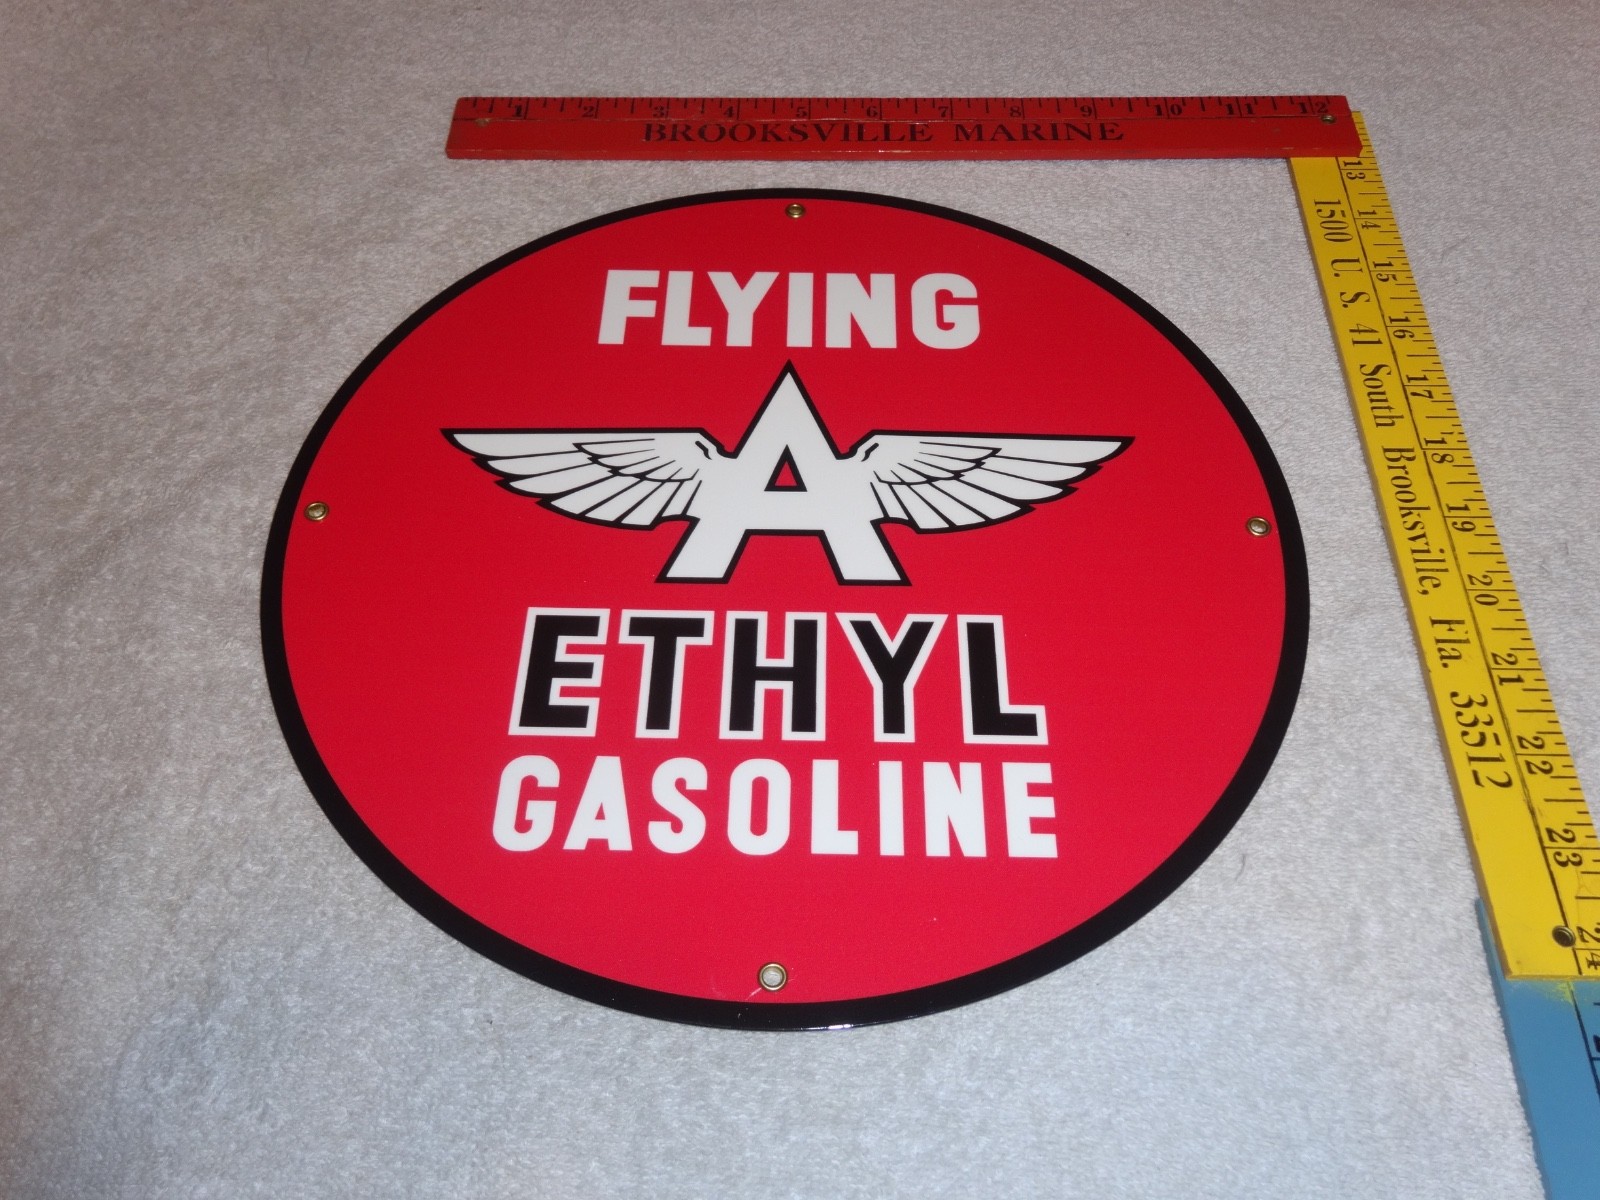 1 2 3 4 5 6 7 8 9 10 11 12
BROOKSVILLE MARINE
13 14 15 16 17 18 19 20 21 22 23 24
1500 U. S. 41 South Brooksville, Fla. 33512
FLYING
A
ETHYL
GASOLINE